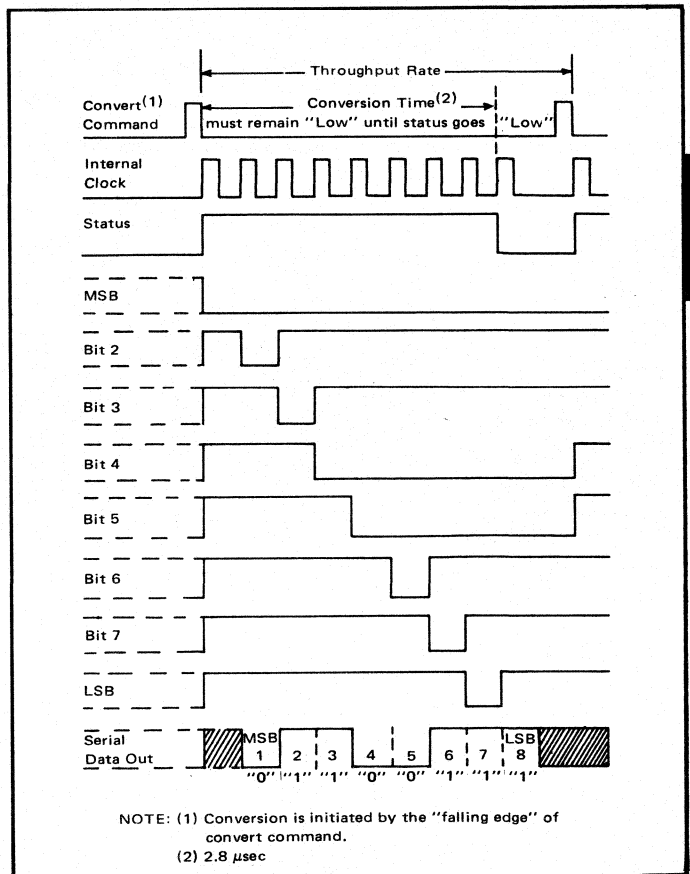 Throughput Rate
Convert(1)
Command
Conversion Time(2)
must remain "Low" until status goes "Low"
Internal
Clock
Status
MSB
Bit 2
Bit 3
Bit 4
Bit 5
Bit 6
Bit 7
LSB
Serial
Data Out
MSB
1 2 3 4 5 6 7 8
LSB
"0" "1" "1" "0" "0" "1" "1" "1"
NOTE: (1) Conversion is initiated by the "falling edge" of
convert command.
(2) 2.8 μsec